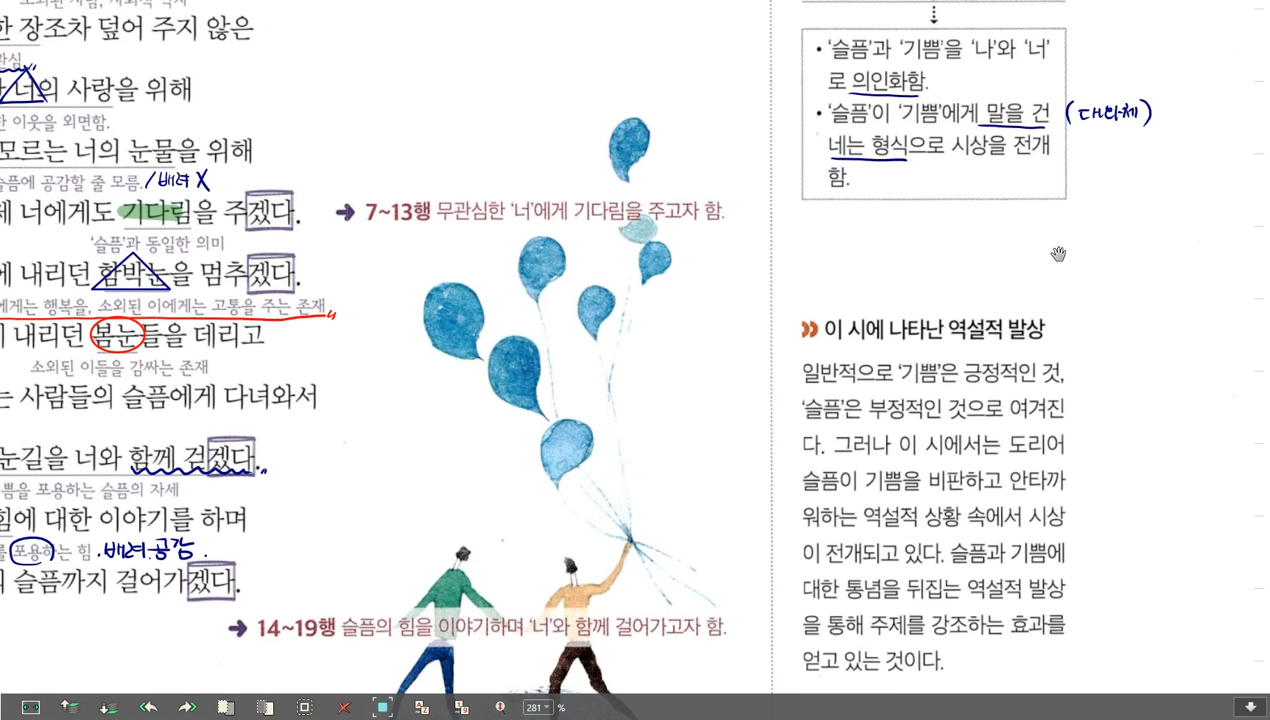 한 장조차 덮어 주지 않은
관심
너의 사랑을 위해
한 이웃을 외면함.
모르는 너의 눈물을 위해
슬픔에 공감할 줄 모름. /배려 X
제 너에게도 기다림을 주겠다.
➔ 7~13행 무관심한 '너'에게 기다림을 주고자 함.
'슬픔'과 동일한 의미
에 내리던 함박눈을 멈추겠다.
에게는 행복을, 소외된 이에게는 고통을 주는 존재
내리던 봄눈들을 데리고
소외된 이들을 감싸는 존재
는 사람들의 슬픔에게 다녀와서
눈길을 너와 함께 걷겠다.
쁨을 포용하는 슬픔의 자세
힘에 대한 이야기를 하며
를 포용하는 힘 · 배려·공감.
슬픔까지 걸어가겠다.
➔ 14~19행 슬픔의 힘을 이야기하며 '너'와 함께 걸어가고자 함.
• '슬픔'과 '기쁨'을 '나'와 '너'
로 의인화함.
• '슬픔'이 '기쁨'에게 말을 건
네는 형식으로 시상을 전개
함.
이 시에 나타난 역설적 발상
일반적으로 '기쁨'은 긍정적인 것,
'슬픔'은 부정적인 것으로 여겨진
다. 그러나 이 시에서는 도리어
슬픔이 기쁨을 비판하고 안타까
워하는 역설적 상황 속에서 시상
이 전개되고 있다. 슬픔과 기쁨에
대한 통념을 뒤집는 역설적 발상
을 통해 주제를 강조하는 효과를
얻고 있는 것이다.
281 %